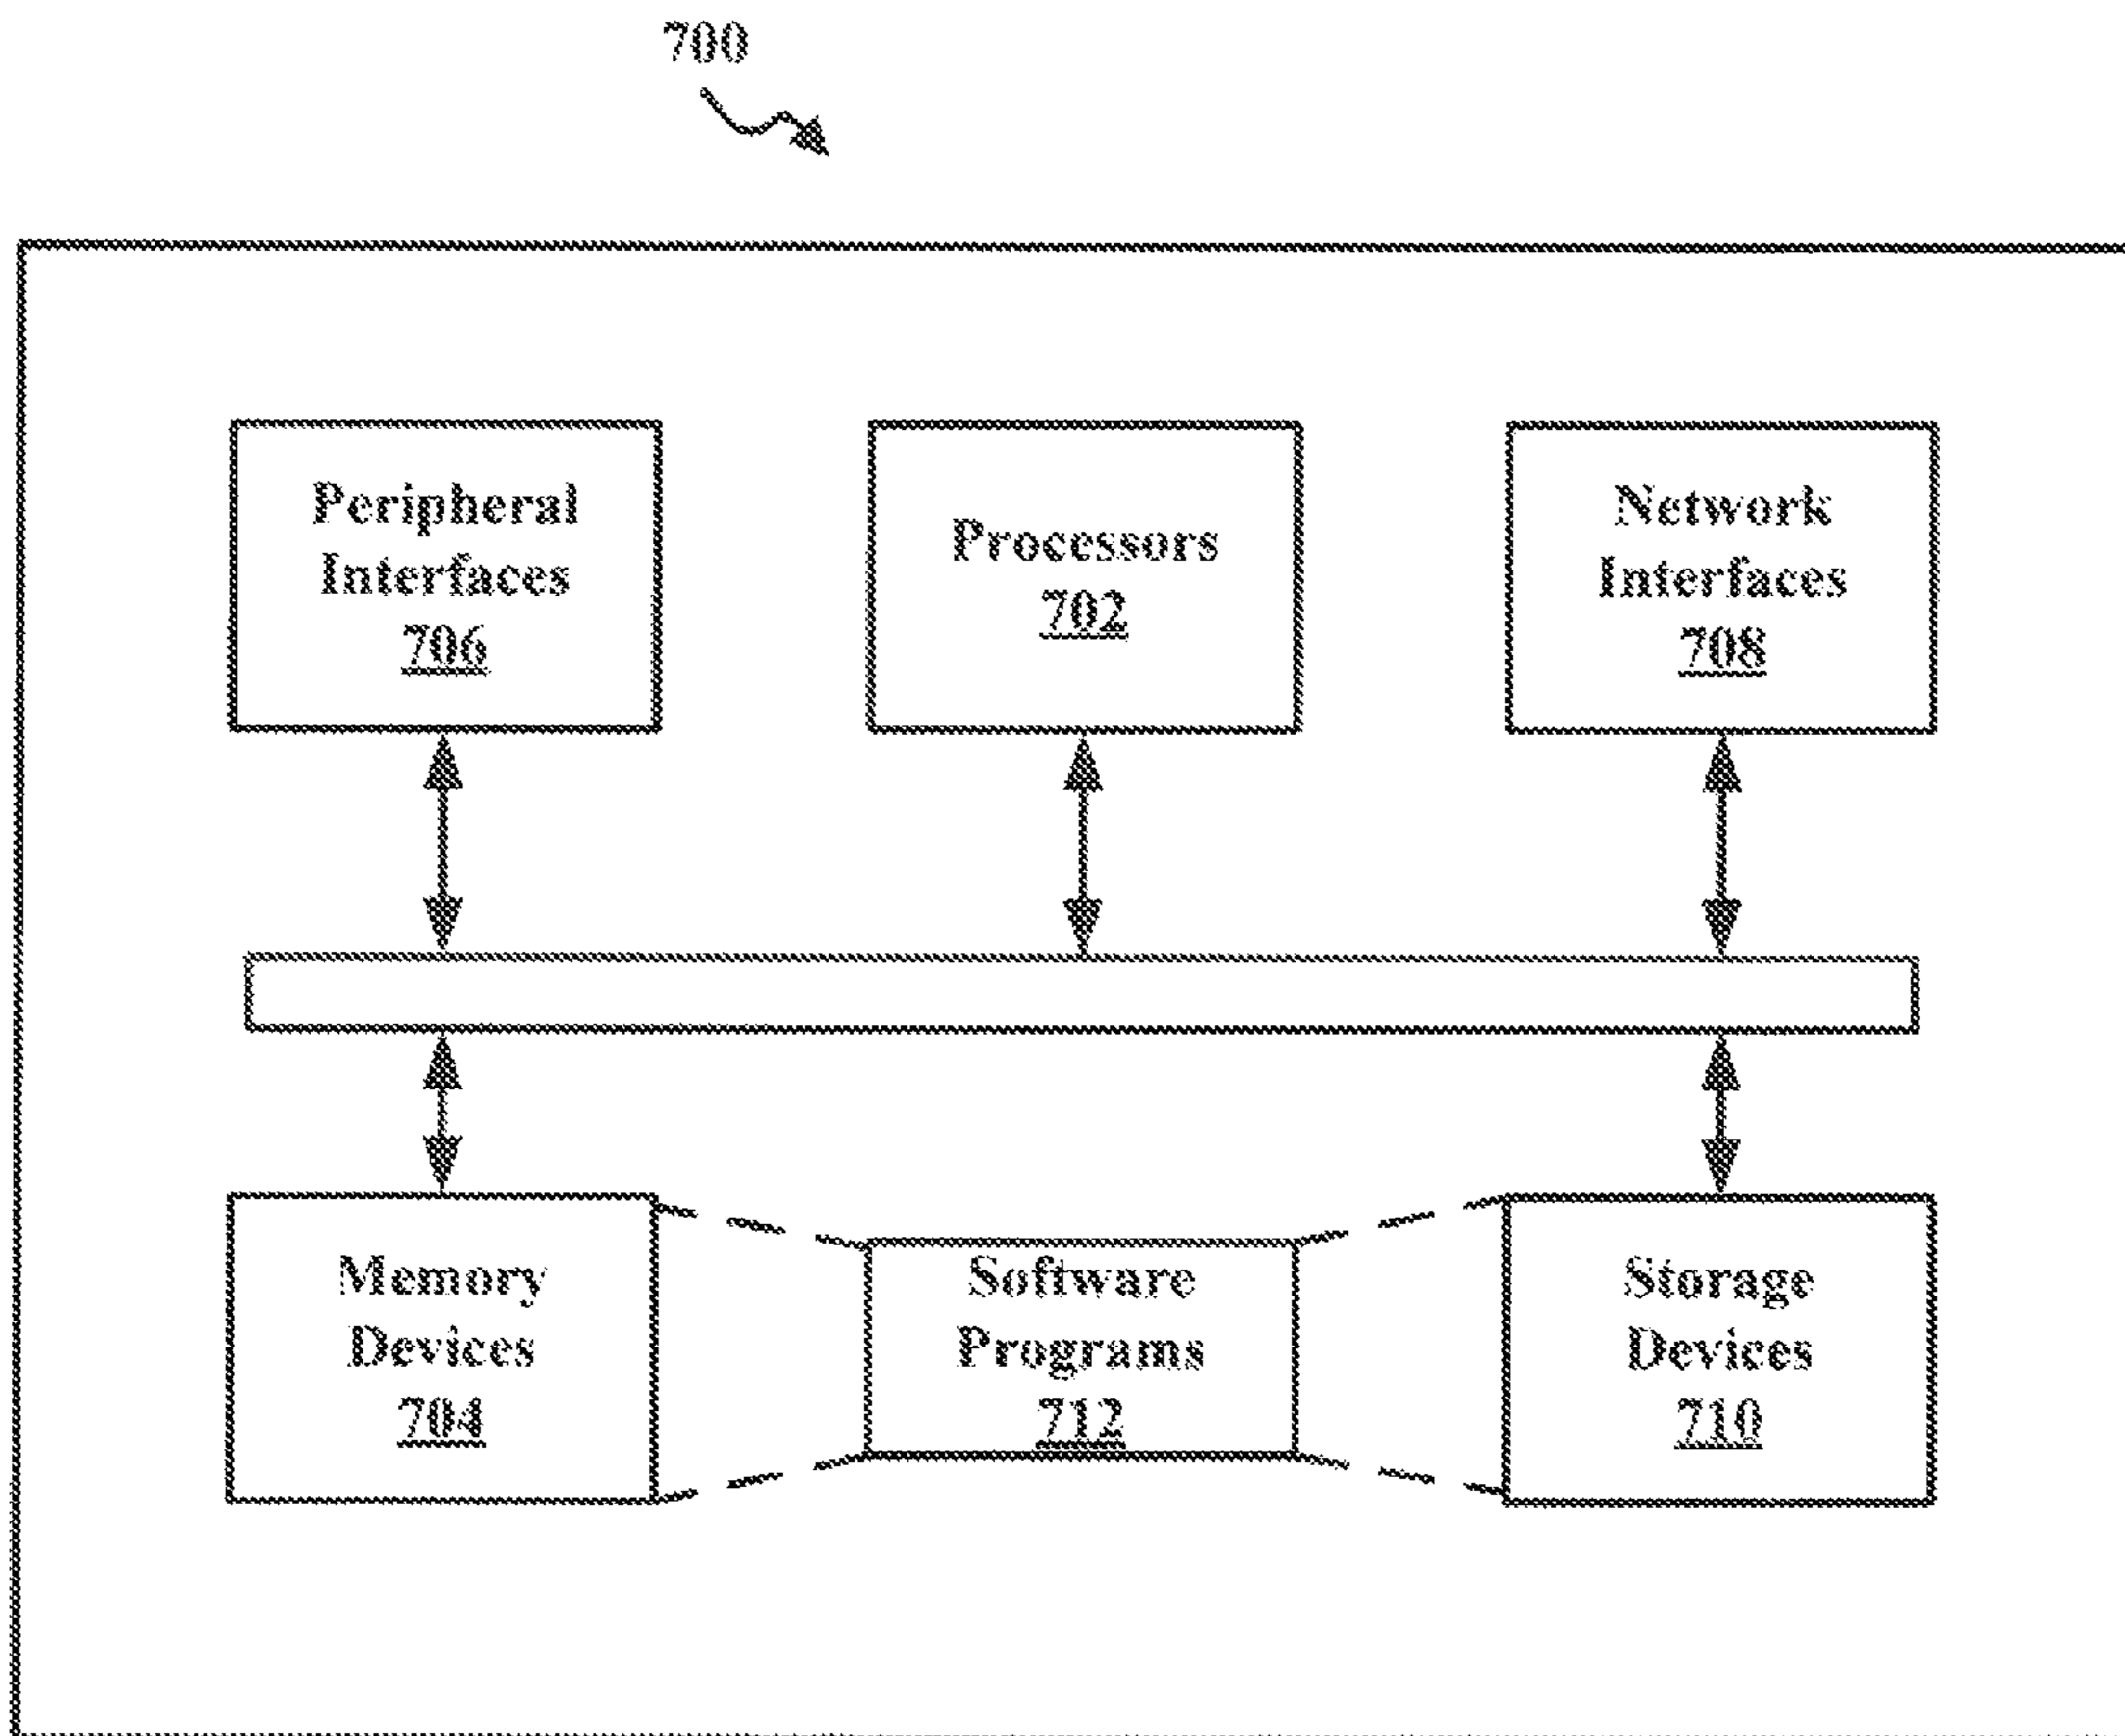 700
Peripheral
Interfaces
706
Processors
702
Network
Interfaces
708
Memory
Devices
704
Software
Programs
712
Storage
Devices
710